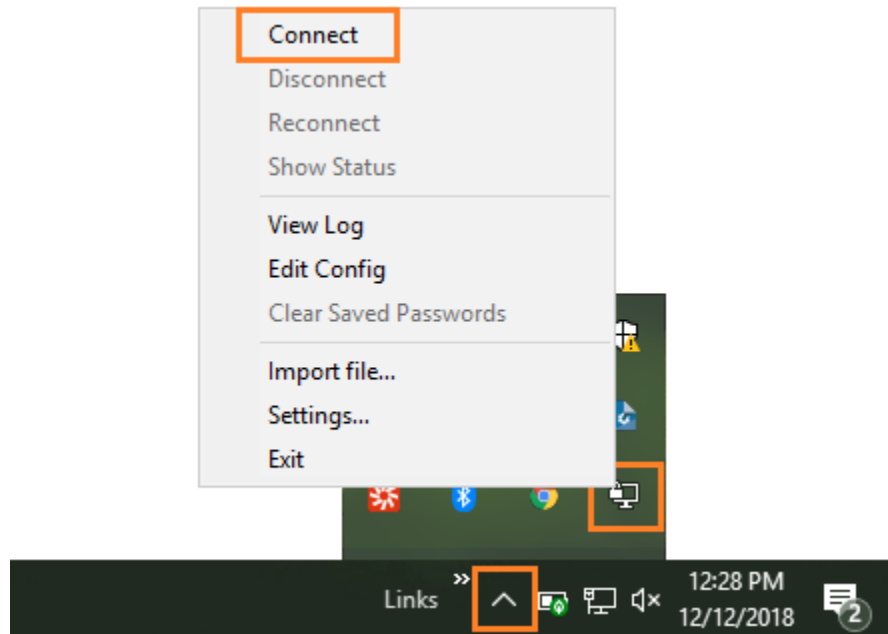 Connect
Disconnect
Reconnect
Show Status
View Log
Edit Config
Clear Saved Passwords
Import file...
Settings...
Exit
Links
12:28 PM
12/12/2018
2